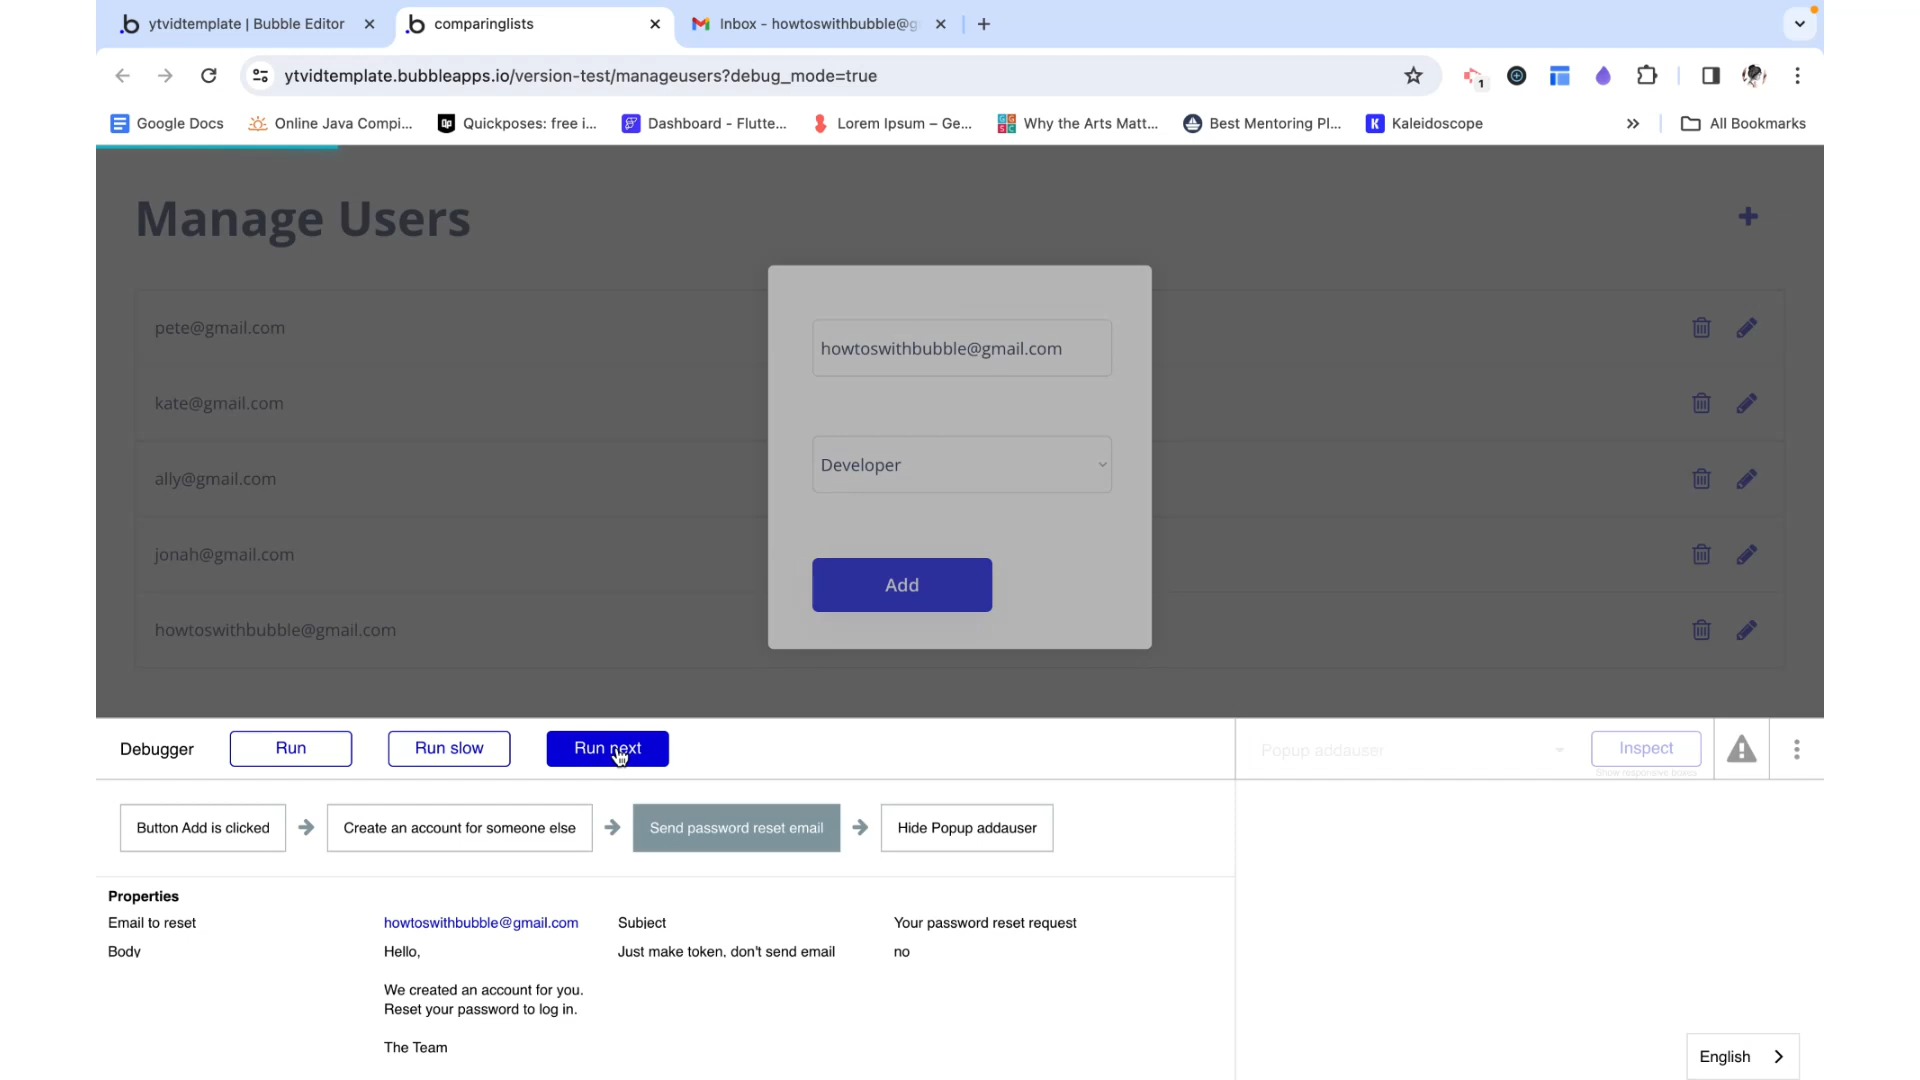 ytvidtemplate | Bubble Editor
comparinglists
Inbox - howtoswithbubble@g
ytvidtemplate.bubbleapps.io/version-test/manageusers?debug_mode=true
1
Google Docs
Online Java Compi...
Quickposes: free i...
Dashboard - Flutte...
Lorem Ipsum – Ge...
Why the Arts Matt...
Best Mentoring Pl...
Kaleidoscope
All Bookmarks
Manage Users
pete@gmail.com
kate@gmail.com
ally@gmail.com
jonah@gmail.com
howtoswithbubble@gmail.com
howtoswithbubble@gmail.com
Developer
Add
Debugger
Run
Run slow
Run next
Popup addauser
Inspect
Show responsive boxes
Button Add is clicked
Create an account for someone else
Send password reset email
Hide Popup addauser
Properties
Email to reset
howtoswithbubble@gmail.com
Subject
Your password reset request
Body
Hello,
Just make token, don't send email
no
We created an account for you.
Reset your password to log in.
The Team
English